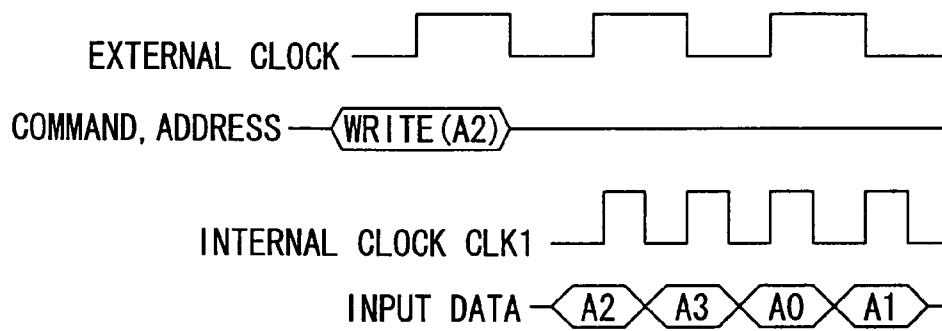 EXTERNAL CLOCK
COMMAND, ADDRESS WRITE(A2)
INTERNAL CLOCK CLK1
INPUT DATA A2 A3 A0 A1